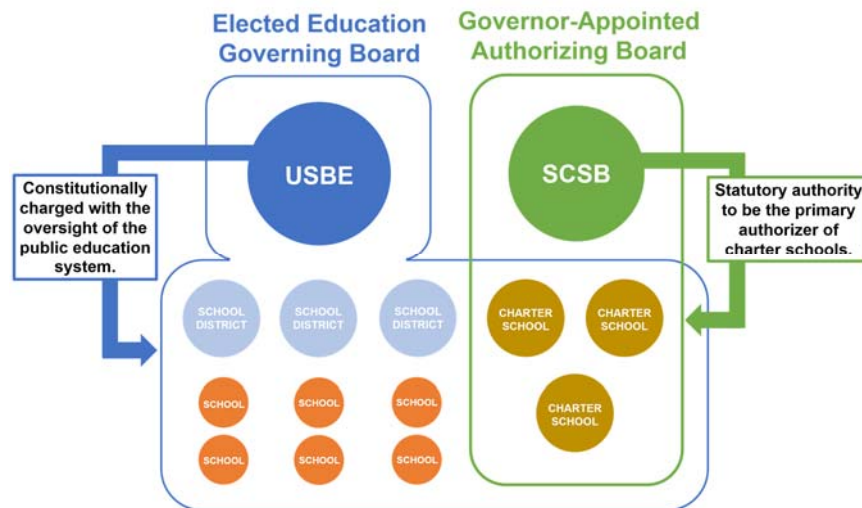 Elected Education
Governing Board
Governor-Appointed
Authorizing Board
USBE
SCSB
Constitutionally
charged with the
oversight of the
public education
system.
Statutory authority
to be the primary
authorizer of
charter schools.
SCHOOL
DISTRICT
SCHOOL
DISTRICT
SCHOOL
DISTRICT
CHARTER
SCHOOL
CHARTER
SCHOOL
SCHOOL
SCHOOL
SCHOOL
CHARTER
SCHOOL
SCHOOL
SCHOOL
SCHOOL